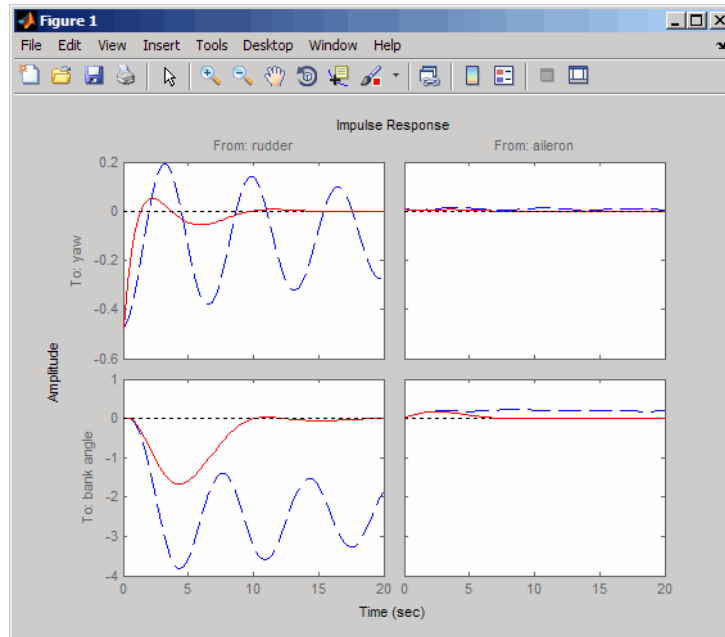 Figure 1
File Edit View Insert Tools Desktop Window Help
Impulse Response
From: rudder From: aileron
To: yaw
0.2
0
-0.2
-0.4
-0.6
Amplitude
To: bank angle
1
0
-1
-2
-3
-4
0 5 10 15 20 0 5 10 15 20
Time (sec)